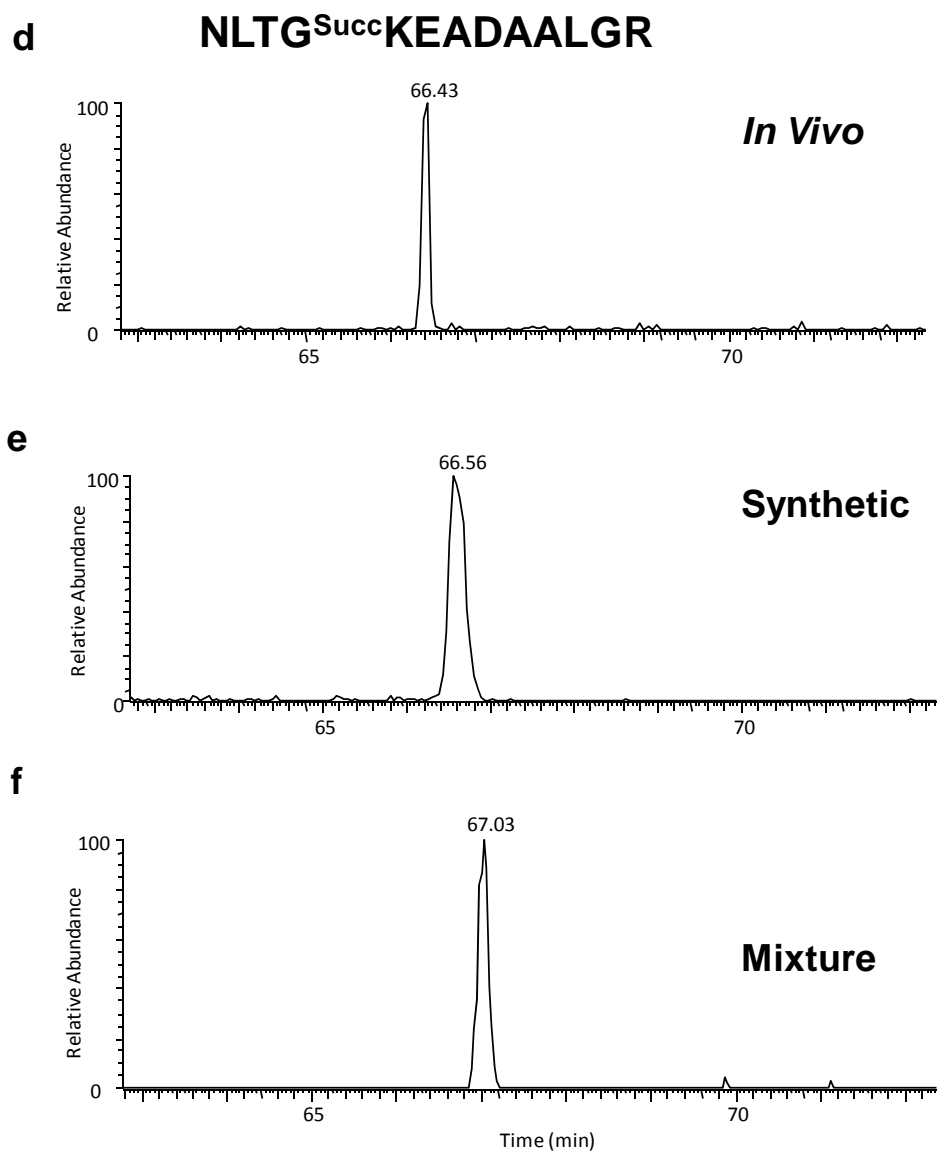 d NLTGSuccKEADAALGR
66.43
In Vivo
100
Relative Abundance
0
65 70
e
66.56
Synthetic
100
Relative Abundance
0
65 70
f
67.03
100
Mixture
Relative Abundance
0
65 70
Time (min)